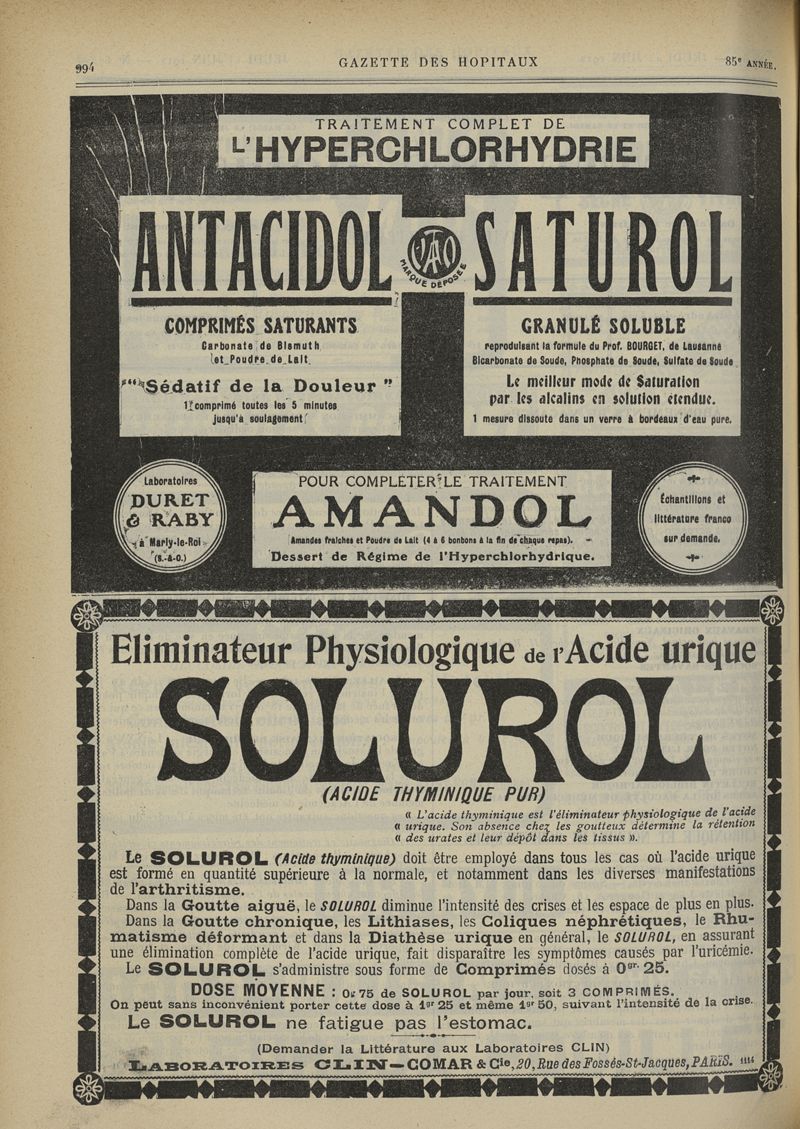 994
GAZETTE DES HOPITAUX
85e ANNÉE.
TRAITEMENT COMPLET DE
L'HYPERCHLORHYDRIE
ANTACIDOL
MARQUE DÉPOSÉE
SATUROL
COMPRIMÉS SATURANTS
Carbonate de Bismuth
et Poudre de Lait
"Sédatif de la Douleur"
1 comprimé toutes les 5 minutes
jusqu'à soulagement
GRANULÉ SOLUBLE
reproduisant la formule du Prof. BOURGET, de Lausanne
Bicarbonate de Soude, Phosphate de Soude, Sulfate de Soude
Le meilleur mode de Saturation
par les alcalins en solution étendue.
1 mesure dissoute dans un verre à bordeaux d'eau pure.
Laboratoires
DURET
& RABY
à Marly-le-Roi
(S.-&-O.)
POUR COMPLETER LE TRAITEMENT
AMANDOL
Amandes fraîches et Poudre de Lait (4 à 6 bonbons à la fin de chaque repas).
Dessert de Régime de l'Hyperchlorhydrique.
Échantillons et
littérature franco
sur demande.
Eliminateur Physiologique de l'Acide urique
SOLUROL
(ACIDE THYMINIQUE PUR)
« L'acide thyminique est l'éliminateur physiologique de l'acide
« urique. Son absence chez les goutteux détermine la rétention
« des urates et leur dépôt dans les tissus ».
Le SOLUROL (Acide thyminique) doit être employé dans tous les cas où l'acide urique
est formé en quantité supérieure à la normale, et notamment dans les diverses manifestations
de l'arthritisme.
Dans la Goutte aiguë, le SOLUROL diminue l'intensité des crises et les espace de plus en plus.
Dans la Goutte chronique, les Lithiases, les Coliques néphrétiques, le Rhu-
matisme déformant et dans la Diathèse urique en général, le SOLUROL, en assurant
une élimination complète de l'acide urique, fait disparaître les symptômes causés par l'uricémie.
Le SOLUROL s'administre sous forme de Comprimés dosés à 0gr. 25.
DOSE MOYENNE : 0g 75 de SOLUROL par jour, soit 3 COMPRIMÉS.
On peut sans inconvénient porter cette dose à 1gr 25 et même 1gr 50, suivant l'intensité de la crise.
Le SOLUROL ne fatigue pas l'estomac.
(Demander la Littérature aux Laboratoires CLIN)
LABORATOIRES CLIN — COMAR & Cie, 20, Rue des Fossés-St-Jacques, PARIS.